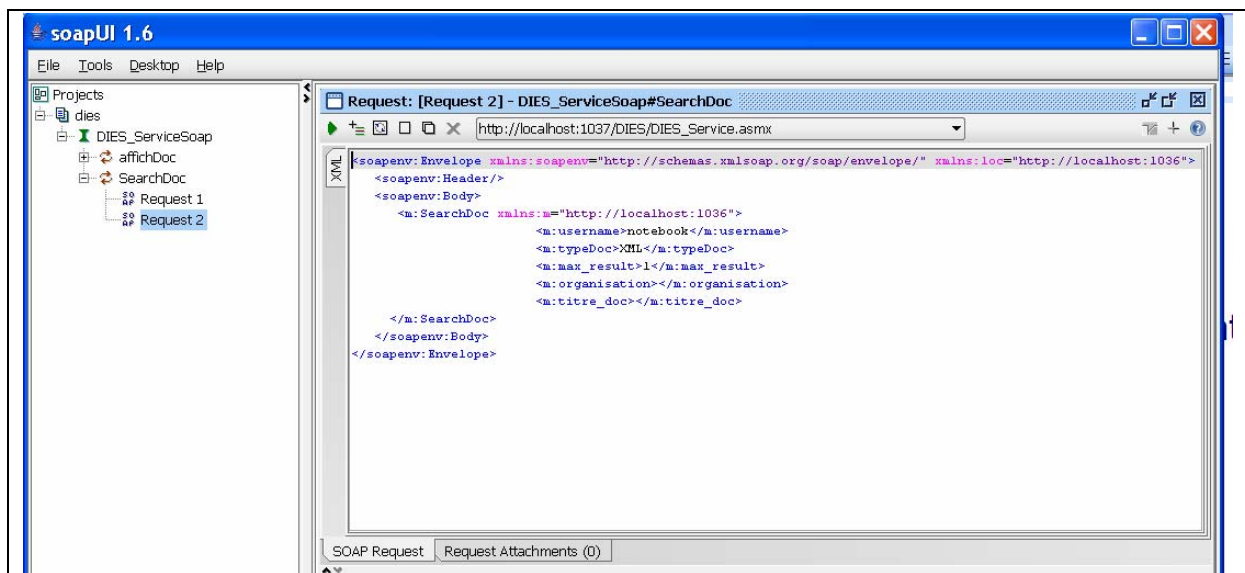 soapUI 1.6
File Tools Desktop Help
Projects
dies
DIES_ServiceSoap
affichDoc
SearchDoc
Request 1
Request 2
Request: [Request 2] - DIES_ServiceSoap#SearchDoc
http://localhost:1037/DIES/DIES_Service.asmx
XML
<soapenv:Envelope xmlns:soapenv="http://schemas.xmlsoap.org/soap/envelope/" xmlns:loc="http://localhost:1036">
<soapenv:Header/>
<soapenv:Body>
<m:SearchDoc xmlns:m="http://localhost:1036">
<m:username>notebook</m:username>
<m:typeDoc>XML</m:typeDoc>
<m:max_result>1</m:max_result>
<m:organisation></m:organisation>
<m:titre_doc></m:titre_doc>
</m:SearchDoc>
</soapenv:Body>
</soapenv:Envelope>
SOAP Request Request Attachments (0)